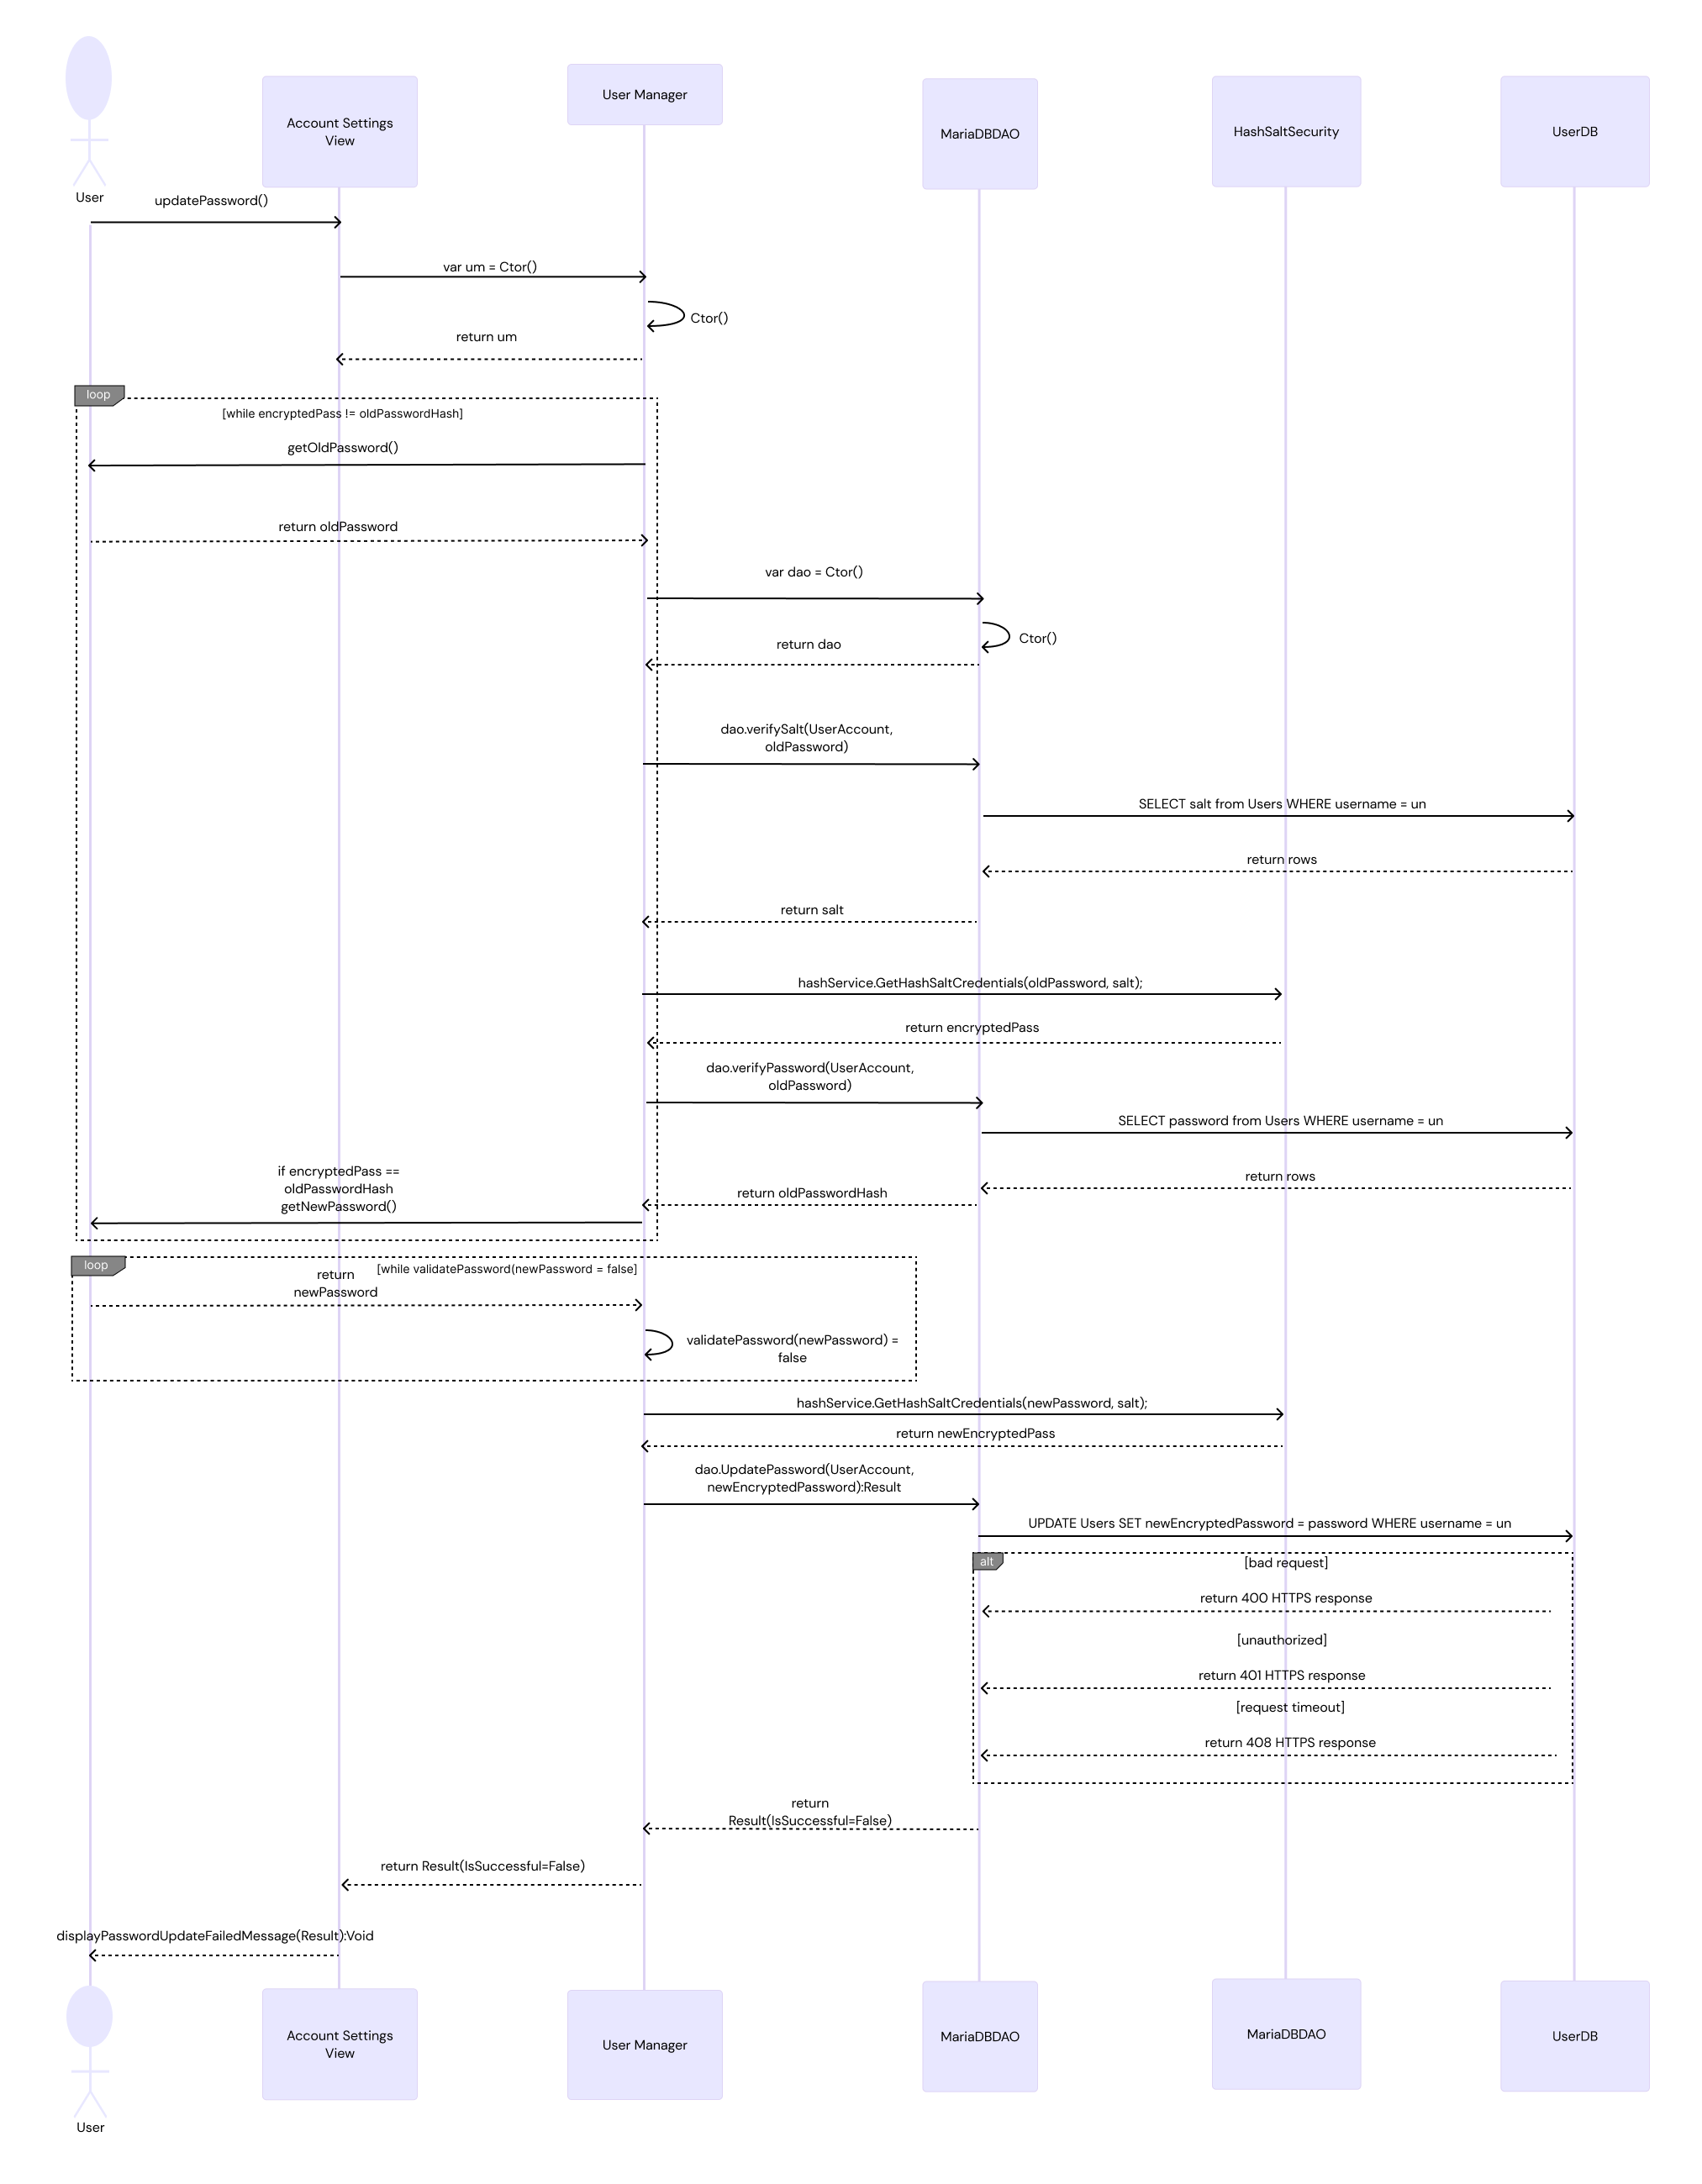 User Manager
Account Settings
View
MariaDBDAO
HashSaltSecurity
UserDB
User
updatePassword()
var um = Ctor()
Ctor()
return um
loop
[while encryptedPass != oldPasswordHash]
getOldPassword()
return oldPassword
var dao = Ctor()
Ctor()
return dao
dao.verifySalt(UserAccount,
oldPassword)
SELECT salt from Users WHERE username = un
return rows
return salt
hashService.GetHashSaltCredentials(oldPassword, salt);
return encryptedPass
dao.verifyPassword(UserAccount,
oldPassword)
SELECT password from Users WHERE username = un
return rows
return oldPasswordHash
if encryptedPass ==
oldPasswordHash
getNewPassword()
loop
[while validatePassword(newPassword = false]
return
newPassword
validatePassword(newPassword) =
false
hashService.GetHashSaltCredentials(newPassword, salt);
return newEncryptedPass
dao.UpdatePassword(UserAccount,
newEncryptedPassword):Result
UPDATE Users SET newEncryptedPassword = password WHERE username = un
alt
[bad request]
return 400 HTTPS response
[unauthorized]
return 401 HTTPS response
[request timeout]
return 408 HTTPS response
return
Result(IsSuccessful=False)
return Result(IsSuccessful=False)
displayPasswordUpdateFailedMessage(Result):Void
Account Settings
View
User Manager
MariaDBDAO
MariaDBDAO
UserDB
User